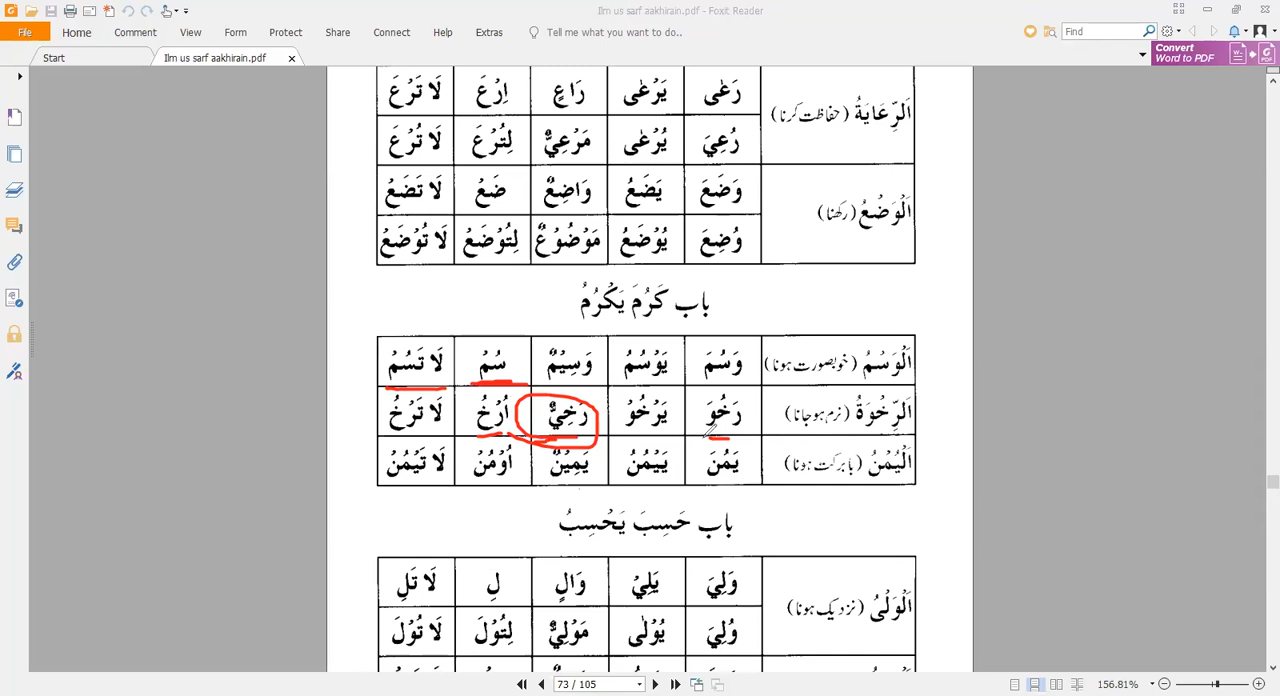 Ilm us sarf aakhirain.pdf - Foxit Reader
File Home Comment View Form Protect Share Connect Help Extras Tell me what you want to do.. Find
Convert
Word to PDF
Start Ilm us sarf aakhirain.pdf
اَلرِّعَايَةُ (حفاظت کرنا)
رَعٰى يَرْعٰى رَاعٍ اِرْعَ لَا تَرْعَ
رُعِيَ يُرْعٰى مَرْعِيٌّ لِتُرْعَ لَا تُرْعَ
اَلْوَضْعُ (رکھنا)
وَضَعَ يَضَعُ وَاضِعٌ ضَعْ لَا تَضَعْ
وُضِعَ يُوْضَعُ مَوْضُوْعٌ لِتُوْضَعْ لَا تُوْضَعْ
باب كَرُمَ يَكْرُمُ
اَلْوَسْمُ (خوبصورت ہونا) وَسُمَ يَوْسُمُ وَسِيْمٌ سُمْ لَا تَسُمْ
اَلرِّخْوَةُ (نرم ہو جانا) رَخُوَ يَرْخُوْ رَخِيٌّ اُرْخُ لَا تَرْخُ
اَلْيُمْنُ (بابرکت ہونا) يَمُنَ يَيْمُنُ يَمِيْنٌ اُوْمُنْ لَا تَيْمُنْ
باب حَسِبَ يَحْسِبُ
اَلْوَلْىُ (نزدیک ہونا)
وَلِيَ يَلِيْ وَالٍ لِ لَا تَلِ
وُلِيَ يُوْلٰى مَوْلِيٌّ لِتُوْلَ لَا تُوْلَ
73 / 105 156.81%